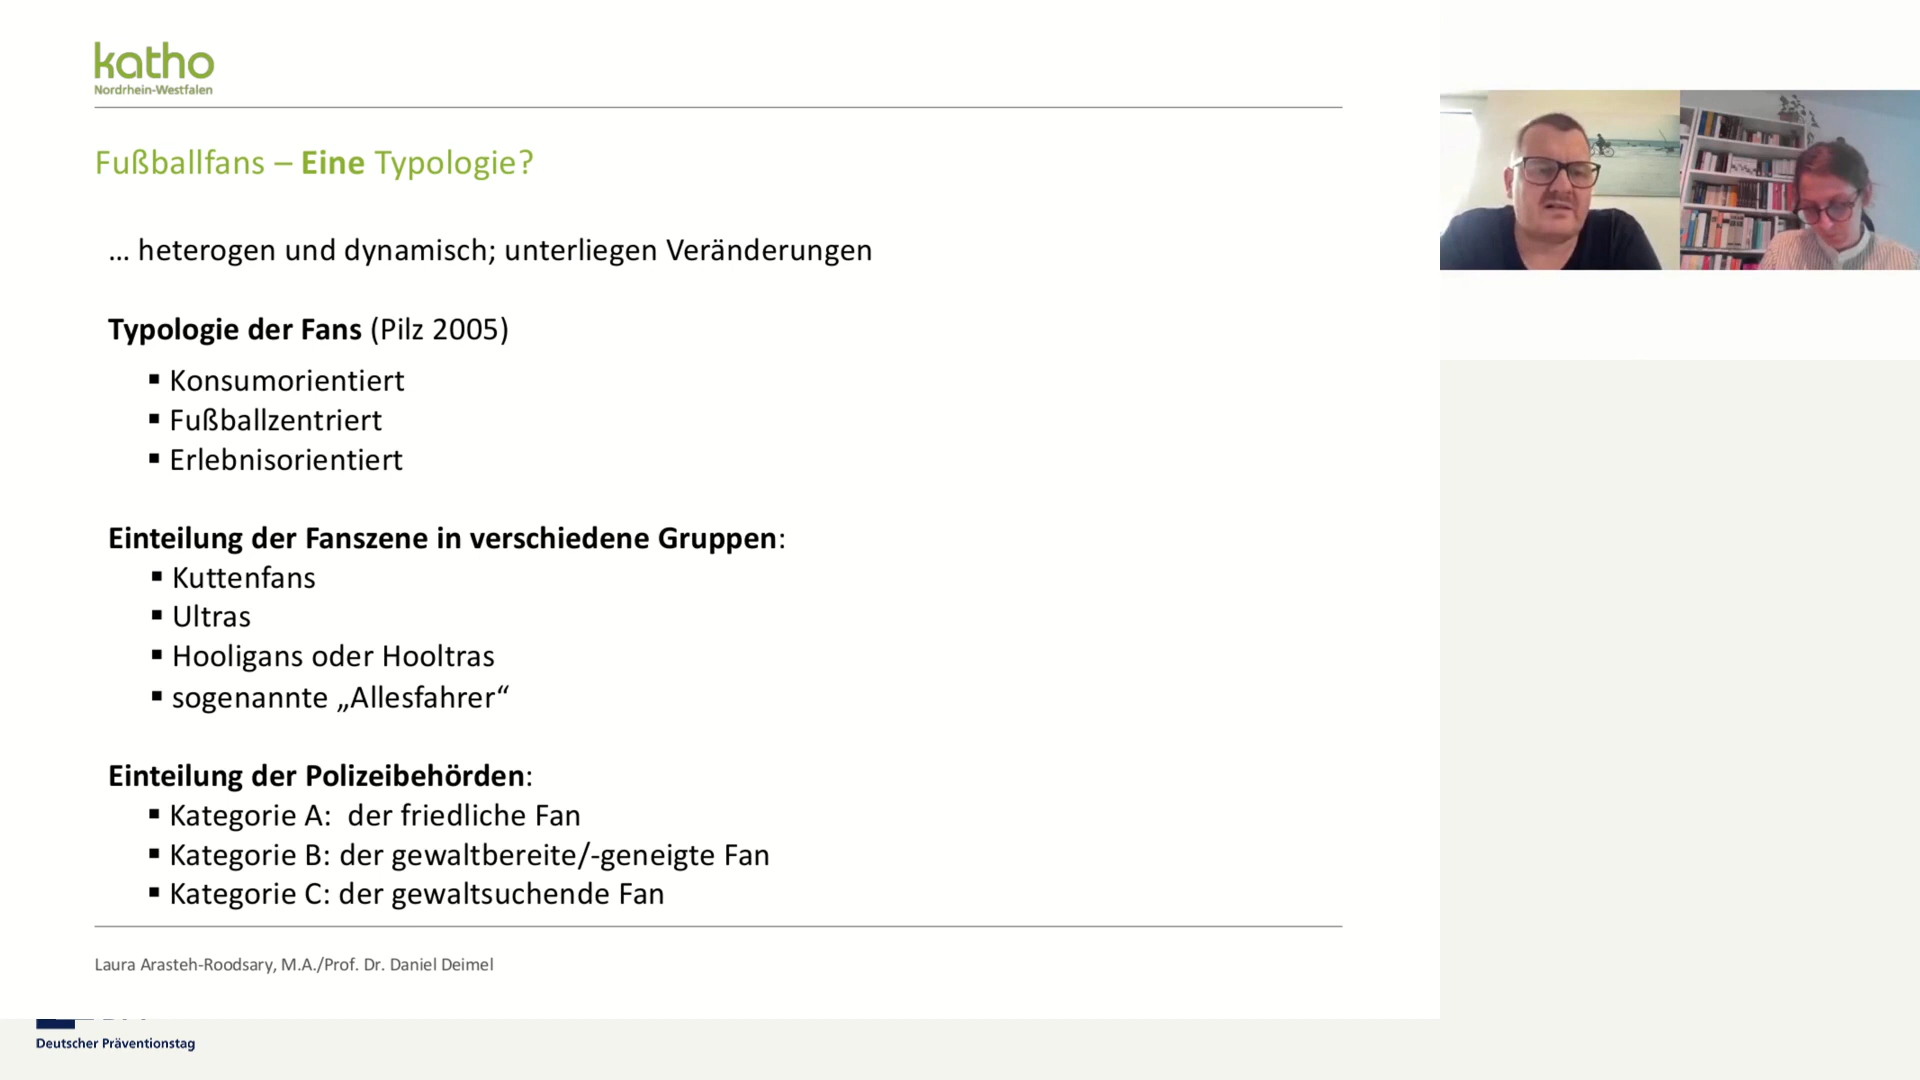 katho
Nordrhein-Westfalen
Fußballfans – Eine Typologie?
... heterogen und dynamisch; unterliegen Veränderungen
Typologie der Fans (Pilz 2005)
▪ Konsumorientiert
▪ Fußballzentriert
▪ Erlebnisorientiert
Einteilung der Fanszene in verschiedene Gruppen:
▪ Kuttenfans
▪ Ultras
▪ Hooligans oder Hooltras
▪ sogenannte „Allesfahrer“
Einteilung der Polizeibehörden:
▪ Kategorie A:  der friedliche Fan
▪ Kategorie B: der gewaltbereite/-geneigte Fan
▪ Kategorie C: der gewaltsuchende Fan
Laura Arasteh-Roodsary, M.A./Prof. Dr. Daniel Deimel
Deutscher Präventionstag